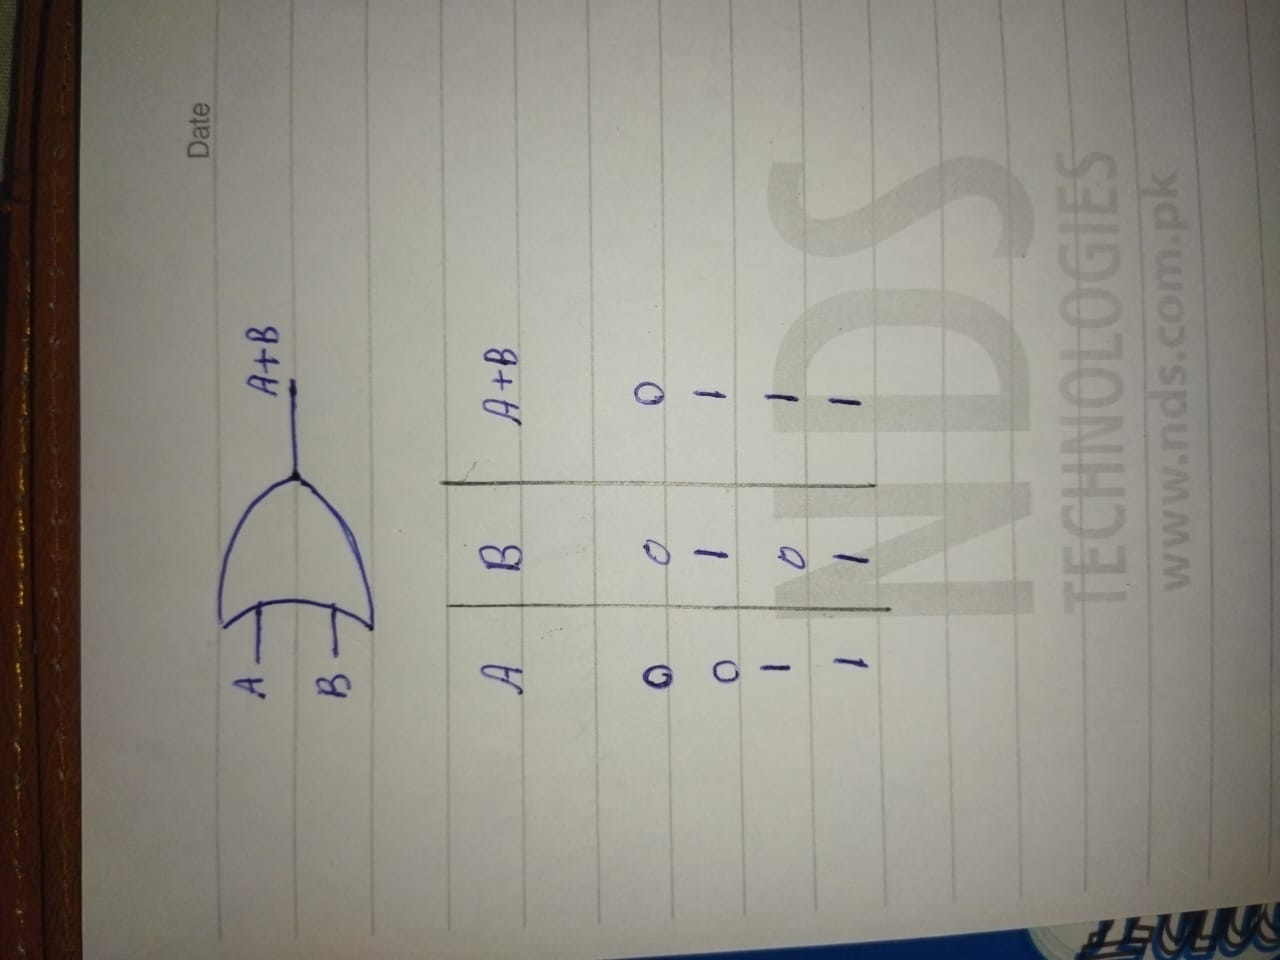 Date
A+B
A
B
A B A+B
0 0 0
0 1 1
1 0 1
1 1 1
NDS
TECHNOLOGIES
www.nds.com.pk